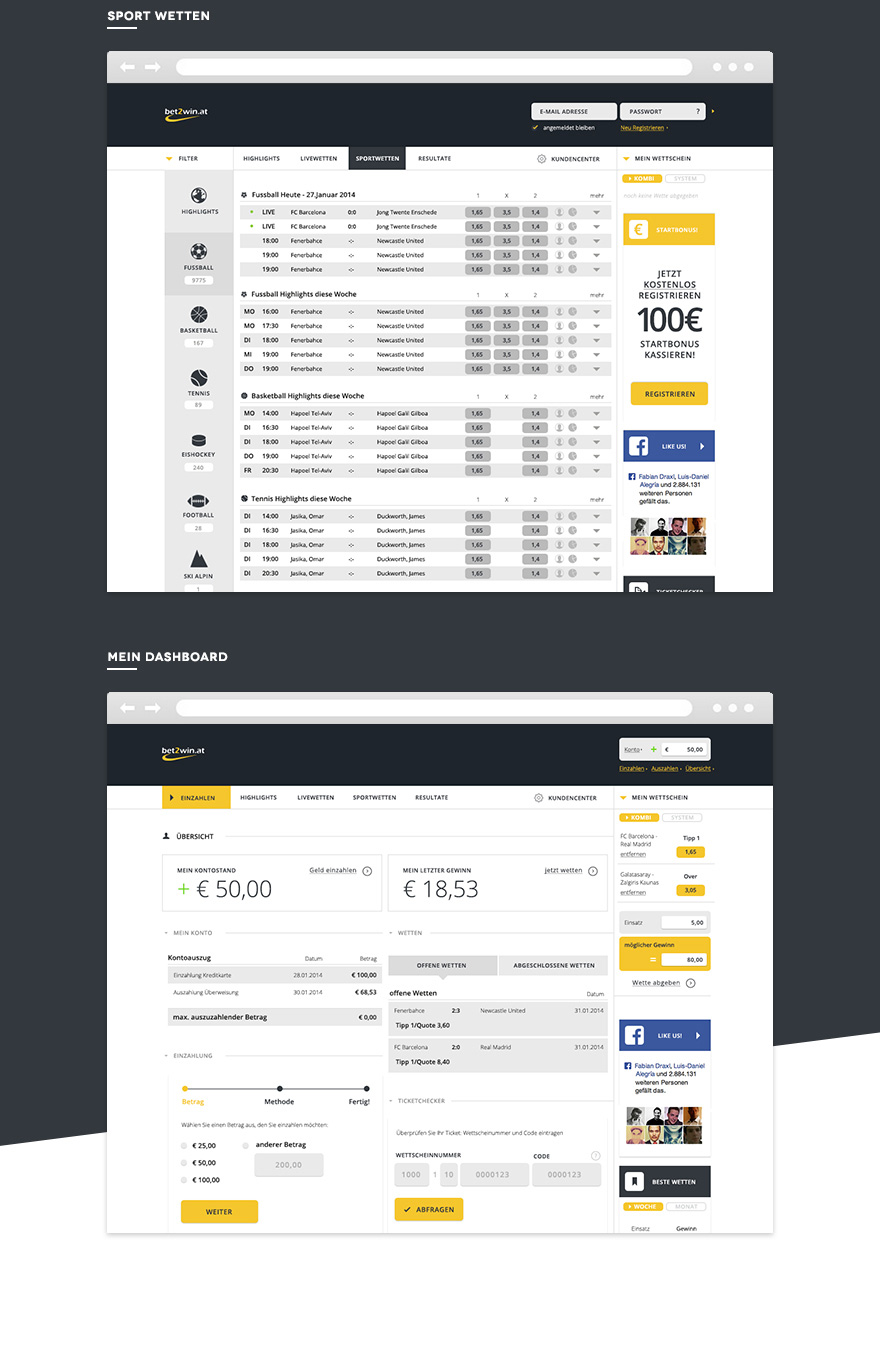 SPORT WETTEN
bet2win.at
E-MAIL ADRESSE
PASSWORT ?
angemeldet bleiben
Neu Registrieren
FILTER
HIGHLIGHTS LIVEWETTEN SPORTWETTEN RESULTATE KUNDENCENTER
MEIN WETTSCHEIN
HIGHLIGHTS
FUSSBALL
9775
BASKETBALL
167
TENNIS
89
EISHOCKEY
240
FOOTBALL
28
SKI ALPIN
1
Fussball Heute - 27.Januar 2014 1 X 2 mehr
LIVE FC Barcelona 0:0 Jong Twente Enschede 1,65 3,5 1,4
LIVE FC Barcelona 0:0 Jong Twente Enschede 1,65 3,5 1,4
18:00 Fenerbahce -:- Newcastle United 1,65 3,5 1,4
19:00 Fenerbahce -:- Newcastle United 1,65 3,5 1,4
19:00 Fenerbahce -:- Newcastle United 1,65 3,5 1,4
Fussball Highlights diese Woche 1 X 2 mehr
MO 16:00 Fenerbahce -:- Newcastle United 1,65 3,5 1,4
MO 17:30 Fenerbahce -:- Newcastle United 1,65 3,5 1,4
DI 18:00 Fenerbahce -:- Newcastle United 1,65 3,5 1,4
MI 19:00 Fenerbahce -:- Newcastle United 1,65 3,5 1,4
DO 19:00 Fenerbahce -:- Newcastle United 1,65 3,5 1,4
Basketball Highlights diese Woche 1 X 2 mehr
MO 14:00 Hapoel Tel-Aviv -:- Hapoel Galil Gilboa 1,65 1,4
DI 16:30 Hapoel Tel-Aviv -:- Hapoel Galil Gilboa 1,65 1,4
DI 18:00 Hapoel Tel-Aviv -:- Hapoel Galil Gilboa 1,65 1,4
DO 19:00 Hapoel Tel-Aviv -:- Hapoel Galil Gilboa 1,65 1,4
FR 20:30 Hapoel Tel-Aviv -:- Hapoel Galil Gilboa 1,65 1,4
Tennis Highlights diese Woche 1 X 2 mehr
DI 14:00 Jasika, Omar -:- Duckworth, James 1,65 1,4
DI 16:30 Jasika, Omar -:- Duckworth, James 1,65 1,4
DI 18:00 Jasika, Omar -:- Duckworth, James 1,65 1,4
DI 19:00 Jasika, Omar -:- Duckworth, James 1,65 1,4
DI 20:30 Jasika, Omar -:- Duckworth, James 1,65 1,4
KOMBI SYSTEM
noch keine Wette abgegeben
€ STARTBONUS!
JETZT
KOSTENLOS
REGISTRIEREN
100€
STARTBONUS
KASSIEREN!
REGISTRIEREN
LIKE US!
Fabian Draxl, Luis-Daniel
Alegría und 2.884.131
weiteren Personen
gefällt das.
TICKETCHECKER
MEIN DASHBOARD
bet2win.at
Konto + € 50,00
Einzahlen Auszahlen Übersicht
EINZAHLEN HIGHLIGHTS LIVEWETTEN SPORTWETTEN RESULTATE KUNDENCENTER
MEIN WETTSCHEIN
ÜBERSICHT
MEIN KONTOSTAND Geld einzahlen
+ € 50,00
MEIN LETZTER GEWINN jetzt wetten
€ 18,53
MEIN KONTO
Kontoauszug Datum Betrag
Einzahlung Kreditkarte 28.01.2014 € 100,00
Auszahlung Überweisung 30.01.2014 € 68,53
max. auszuzahlender Betrag € 0,00
EINZAHLUNG
Betrag Methode Fertig!
Wählen Sie einen Betrag aus, den Sie einzahlen möchten:
€ 25,00 anderer Betrag
€ 50,00 200,00
€ 100,00
WEITER
WETTEN
OFFENE WETTEN ABGESCHLOSSENE WETTEN
offene Wetten Datum
Fenerbahce 2:3 Newcastle United 31.01.2014
Tipp 1/Quote 3,60
FC Barcelona 2:0 Real Madrid 31.01.2014
Tipp 1/Quote 8,40
TICKETCHECKER
Überprüfen Sie Ihr Ticket: Wettscheinnummer und Code eintragen
WETTSCHEINNUMMER CODE ?
1000 1 10 0000123 0000123
ABFRAGEN
KOMBI SYSTEM
FC Barcelona - Tipp 1
Real Madrid
entfernen 1,65
Galatasaray - Over
Zalgiris Kaunas
entfernen 3,05
Einsatz 5,00
möglicher Gewinn
= 80,00
Wette abgeben
LIKE US!
Fabian Draxl, Luis-Daniel
Alegría und 2.884.131
weiteren Personen
gefällt das.
BESTE WETTEN
WOCHE MONAT
Einsatz Gewinn